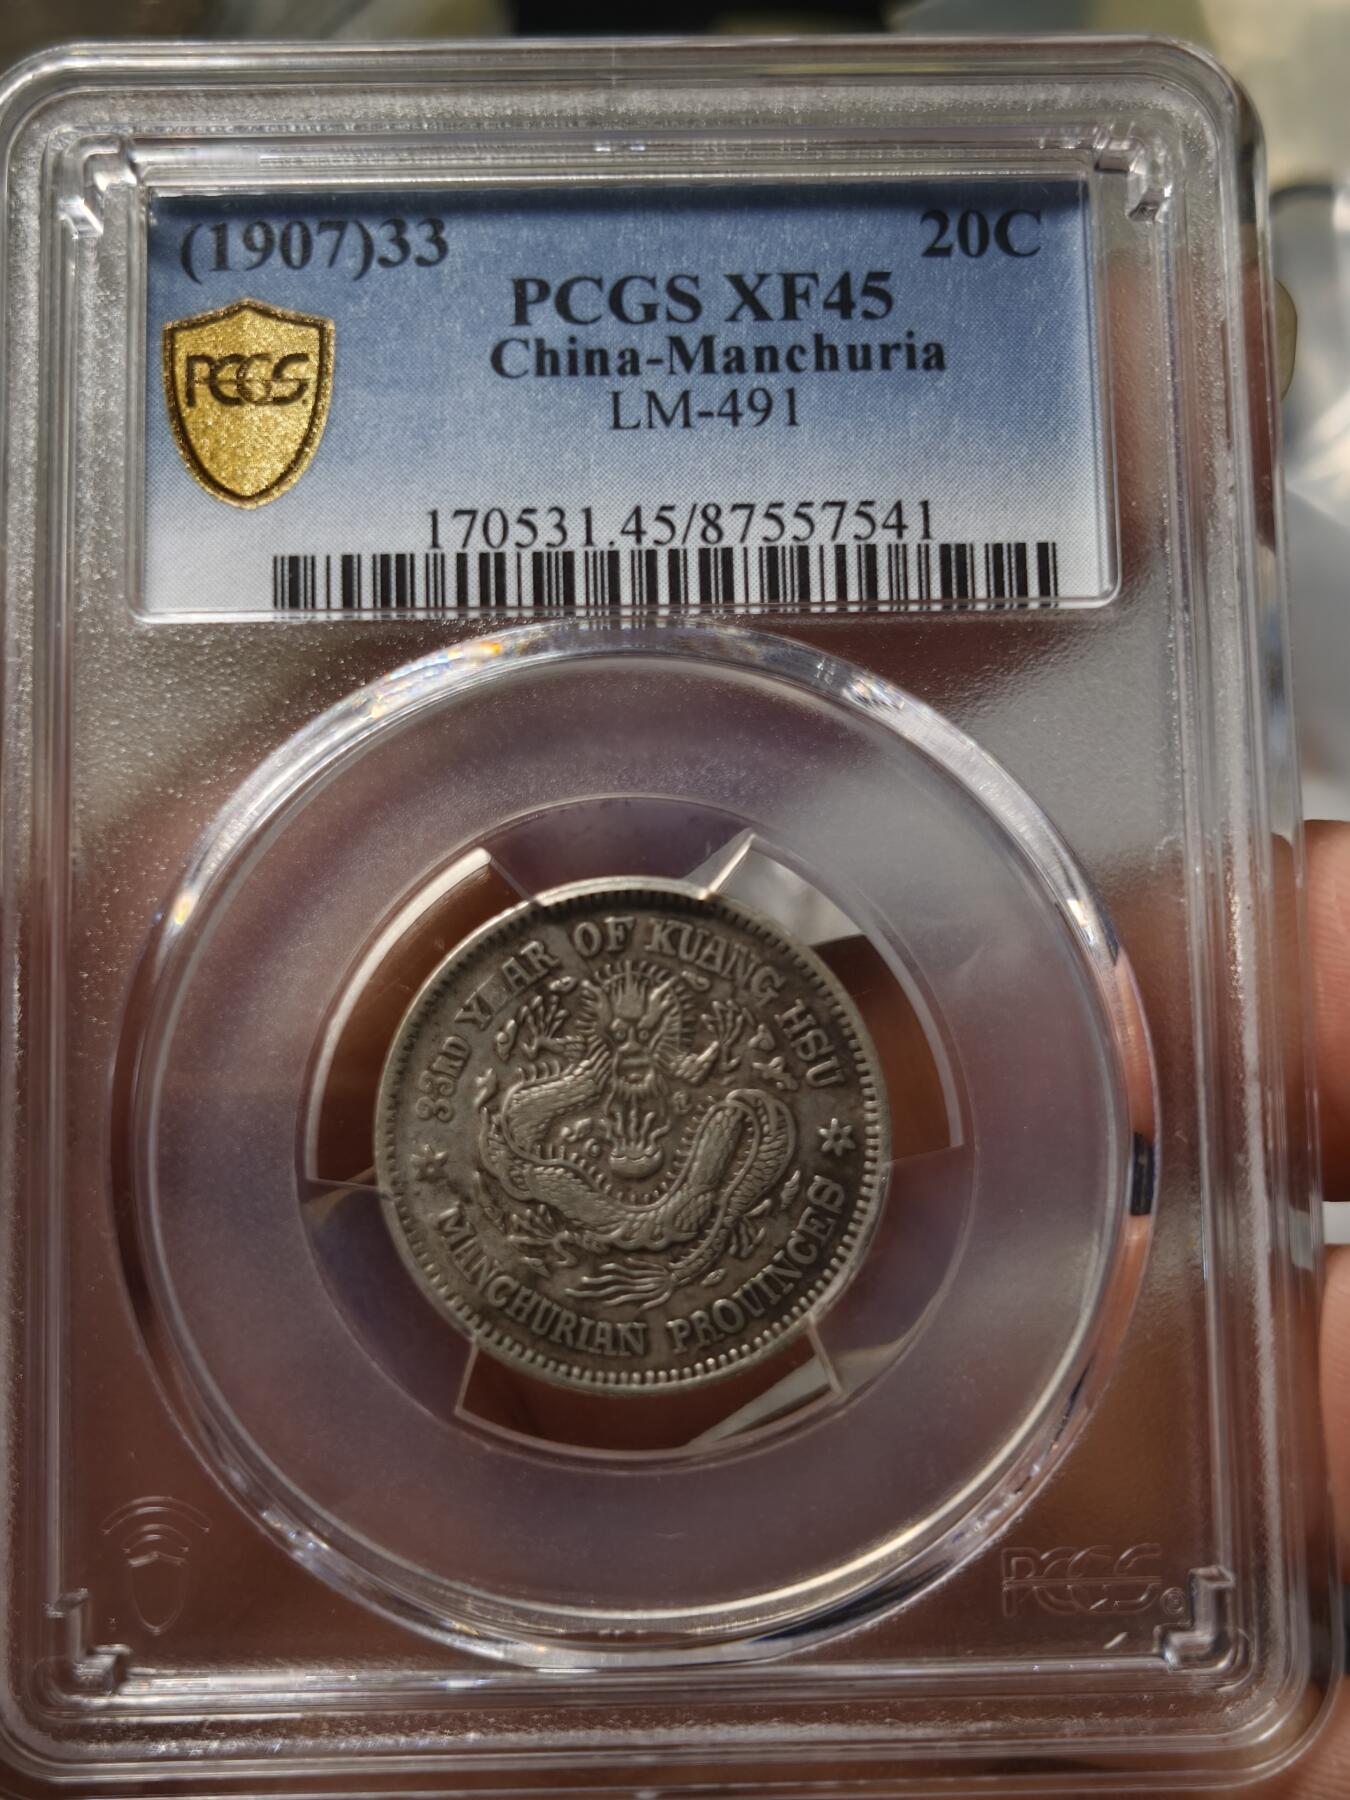 (1907)33 20C
PCGS XF45
China-Manchuria
PCGS
LM-491
170531.45/87557541
33RD YEAR OF KUANG HSU
MANCHURIAN PROVINCES
PCGS